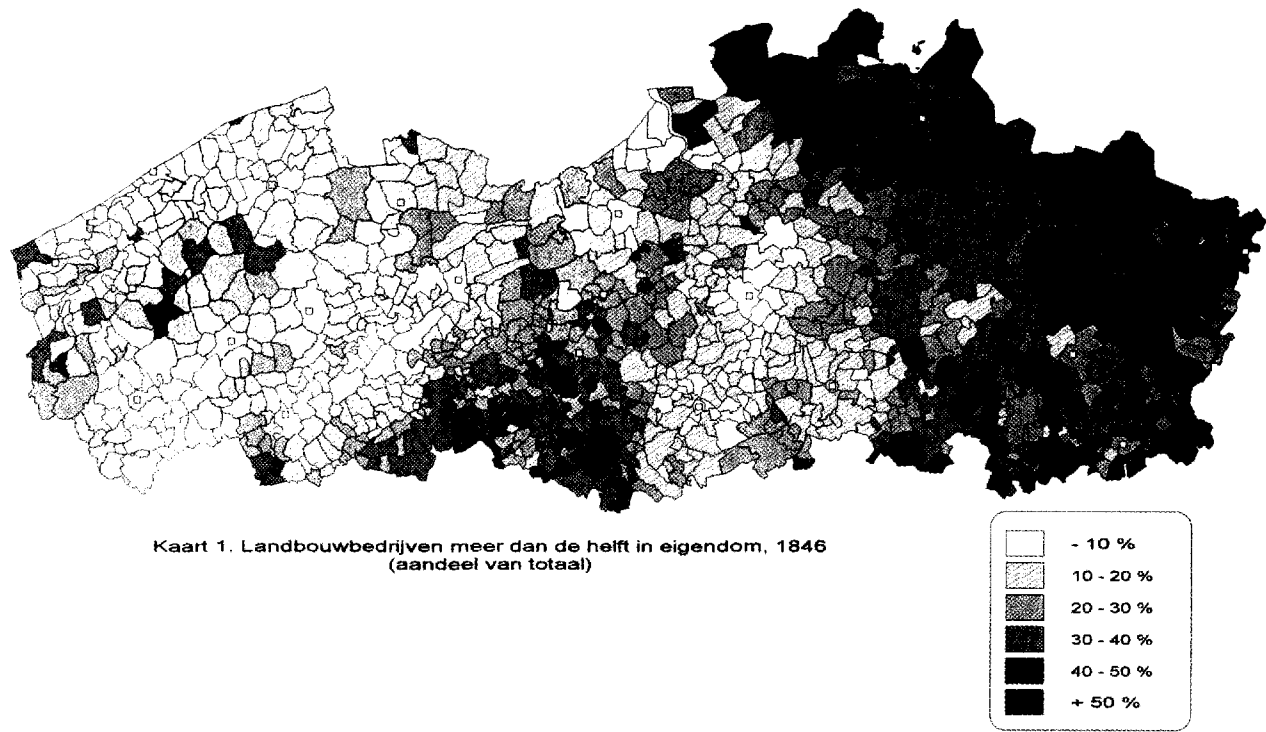 Kaart 1. Landbouwbedrijven meer dan de helft in eigendom, 1846
(aandeel van totaal)
- 10 %
10 - 20 %
20 - 30 %
30 - 40 %
40 - 50 %
+ 50 %